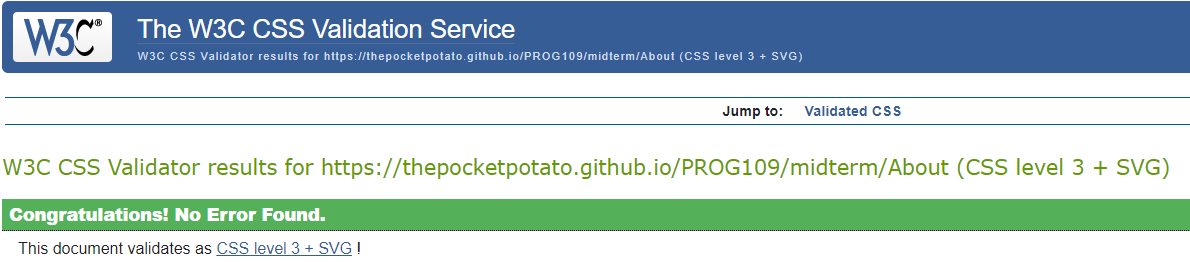 W3C®
The W3C CSS Validation Service
W3C CSS Validator results for https://thepocketpotato.github.io/PROG109/midterm/About (CSS level 3 + SVG)
Jump to: Validated CSS
W3C CSS Validator results for https://thepocketpotato.github.io/PROG109/midterm/About (CSS level 3 + SVG)
Congratulations! No Error Found.
This document validates as CSS level 3 + SVG !